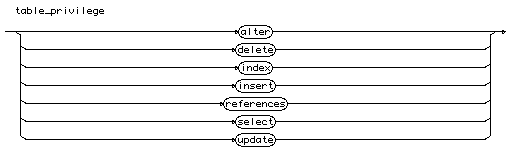 table_privilege
alter
delete
index
insert
references
select
update